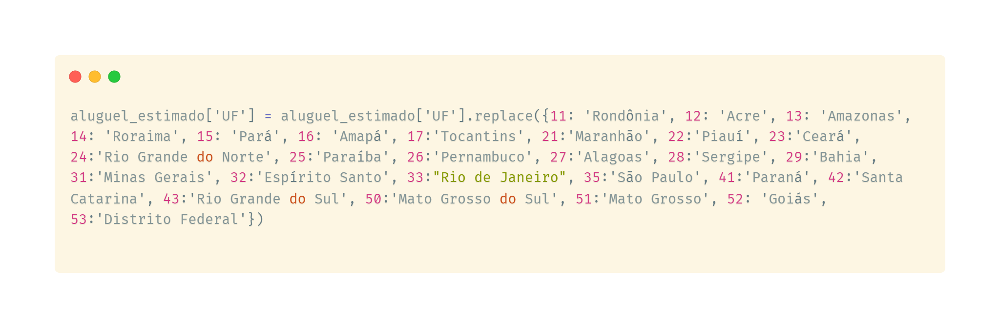 aluguel_estimado['UF'] = aluguel_estimado['UF'].replace({11: 'Rondônia', 12: 'Acre', 13: 'Amazonas',
14: 'Roraima', 15: 'Pará', 16: 'Amapá', 17:'Tocantins', 21:'Maranhão', 22:'Piauí', 23:'Ceará',
24:'Rio Grande do Norte', 25:'Paraíba', 26:'Pernambuco', 27:'Alagoas', 28:'Sergipe', 29:'Bahia',
31:'Minas Gerais', 32:'Espírito Santo', 33:"Rio de Janeiro", 35:'São Paulo', 41:'Paraná', 42:'Santa
Catarina', 43:'Rio Grande do Sul', 50:'Mato Grosso do Sul', 51:'Mato Grosso', 52: 'Goiás',
53:'Distrito Federal'})